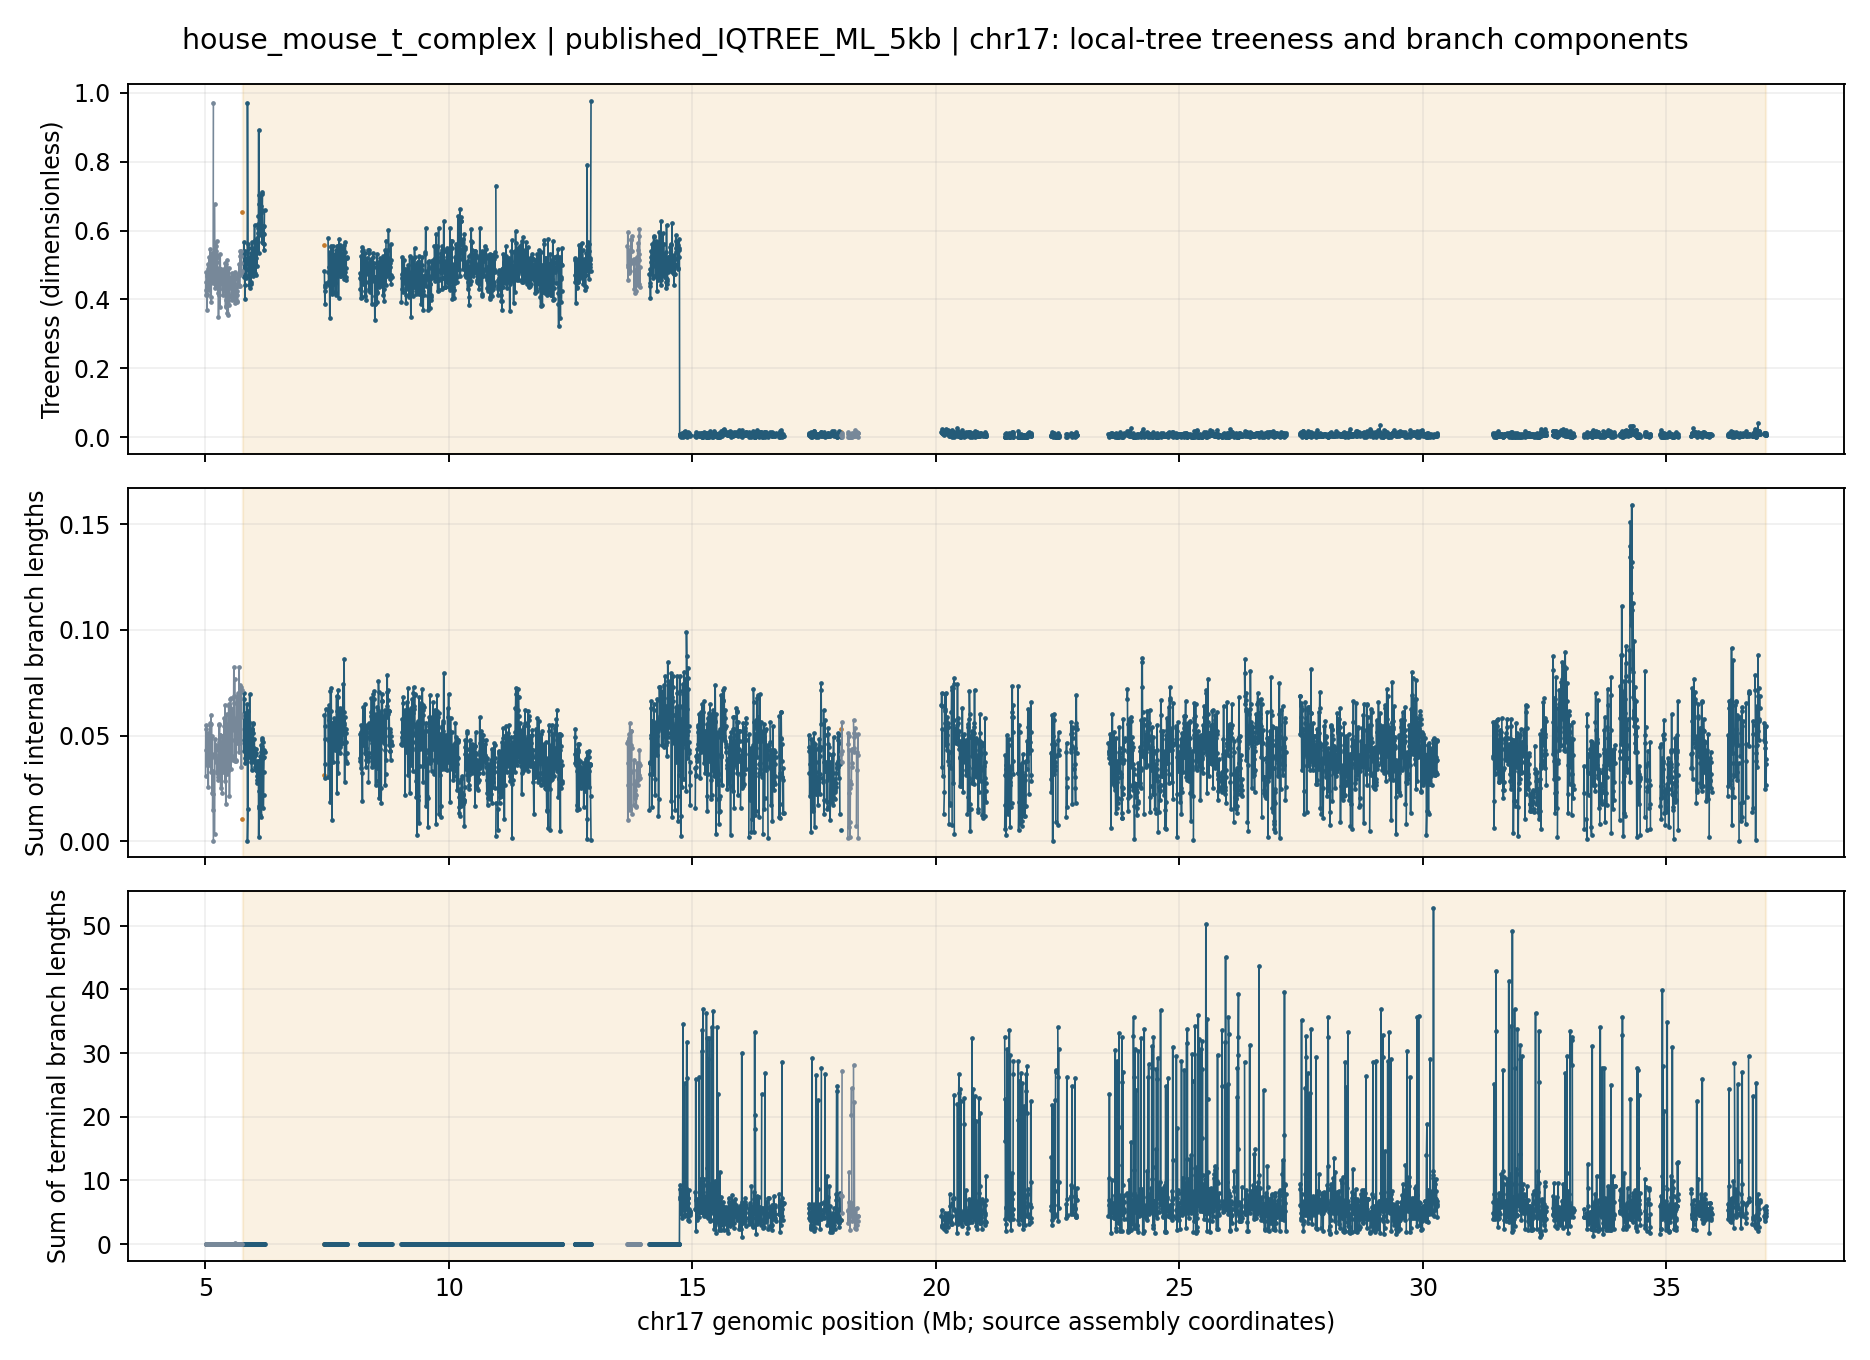 house_mouse_t_complex | published_IQTREE_ML_5kb | chr17: local-tree treeness and branch components
Treeness (dimensionless)
1.0
0.8
0.6
0.4
0.2
0.0
Sum of internal branch lengths
0.15
0.10
0.05
0.00
Sum of terminal branch lengths
50
40
30
20
10
0
5 10 15 20 25 30 35
chr17 genomic position (Mb; source assembly coordinates)